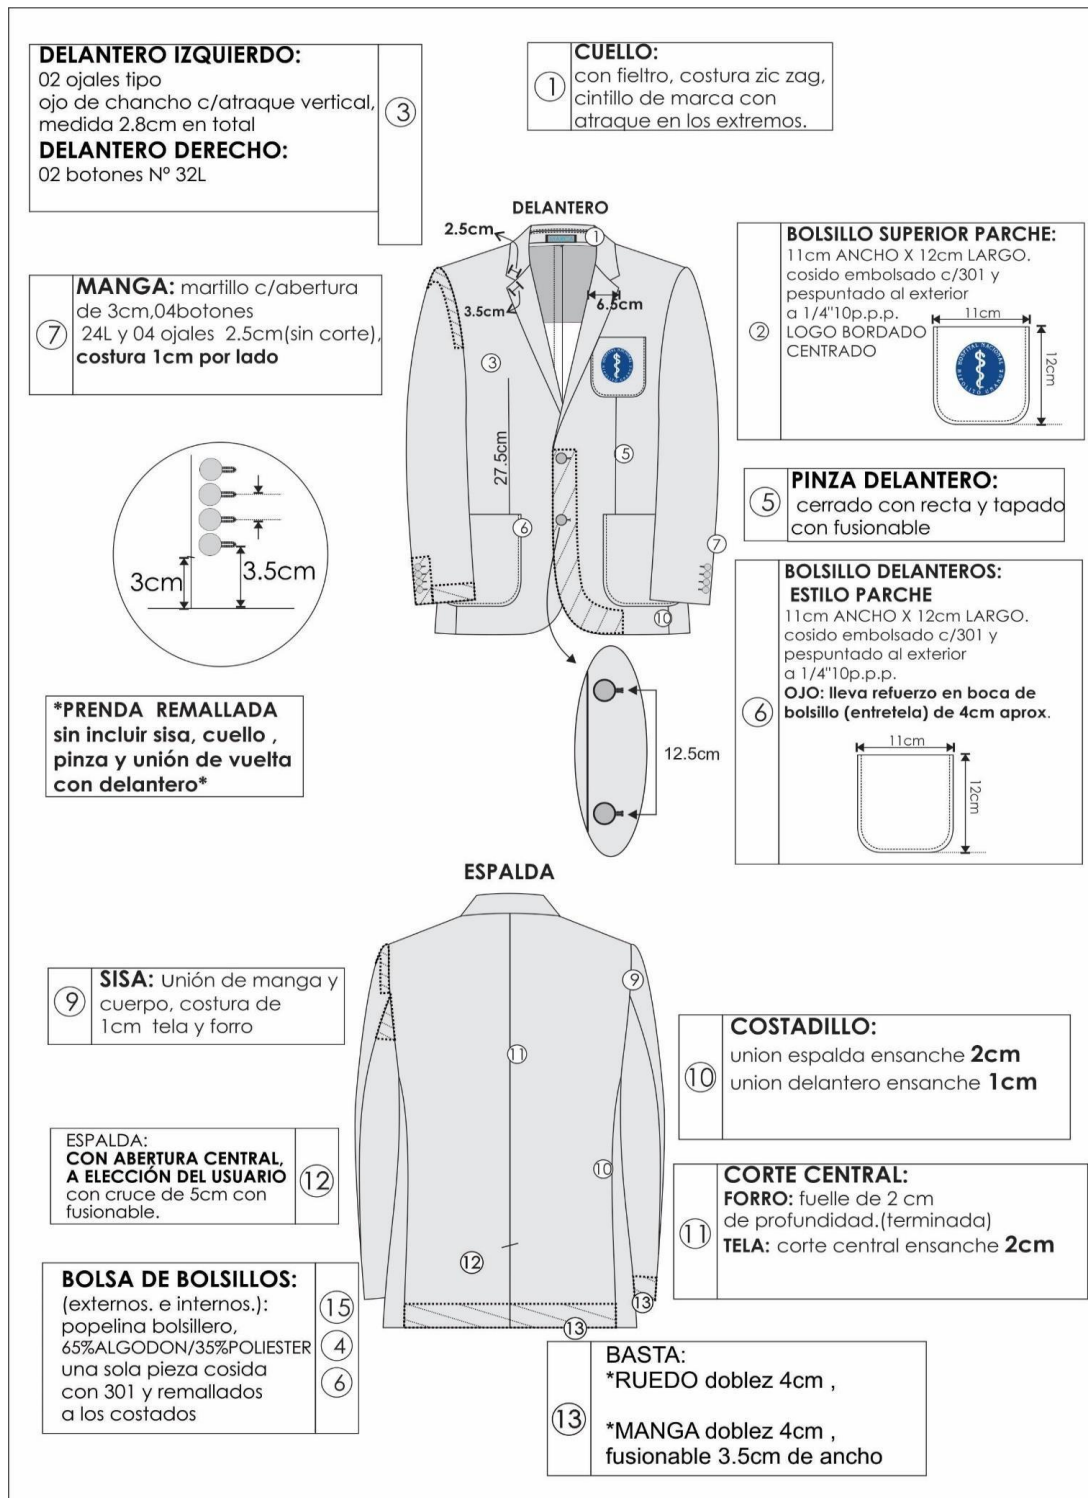 DELANTERO IZQUIERDO:
02 ojales tipo
ojo de chancho c/atraque vertical,
medida 2.8cm en total
DELANTERO DERECHO:
02 botones Nº 32L
3
1
CUELLO:
con fieltro, costura zic zag,
cintillo de marca con
atraque en los extremos.
7
MANGA: martillo c/abertura
de 3cm,04botones
24L y 04 ojales 2.5cm(sin corte),
costura 1cm por lado
DELANTERO
2.5cm
1
3.5cm
6.5cm
3
27.5cm
5
6
7
10
2
BOLSILLO SUPERIOR PARCHE:
11cm ANCHO X 12cm LARGO.
cosido embolsado c/301 y
pespuntado al exterior
a 1/4"10p.p.p.
LOGO BORDADO
CENTRADO
11cm
12cm
HOSPITAL NACIONAL
3cm
3.5cm
5
PINZA DELANTERO:
cerrado con recta y tapado
con fusionable
6
BOLSILLO DELANTEROS:
ESTILO PARCHE
11cm ANCHO X 12cm LARGO.
cosido embolsado c/301 y
pespuntado al exterior
a 1/4"10p.p.p.
OJO: lleva refuerzo en boca de
bolsillo (entretela) de 4cm aprox.
11cm
12cm
*PRENDA REMALLADA
sin incluir sisa, cuello ,
pinza y unión de vuelta
con delantero*
12.5cm
ESPALDA
9
11
10
12
13
13
9
SISA: Unión de manga y
cuerpo, costura de
1cm tela y forro
10
COSTADILLO:
union espalda ensanche 2cm
union delantero ensanche 1cm
ESPALDA:
CON ABERTURA CENTRAL,
A ELECCIÓN DEL USUARIO
con cruce de 5cm con
fusionable.
12
11
CORTE CENTRAL:
FORRO: fuelle de 2 cm
de profundidad.(terminada)
TELA: corte central ensanche 2cm
BOLSA DE BOLSILLOS:
(externos. e internos.):
popelina bolsillero,
65%ALGODON/35%POLIESTER
una sola pieza cosida
con 301 y remallados
a los costados
15
4
6
13
BASTA:
*RUEDO doblez 4cm ,
*MANGA doblez 4cm ,
fusionable 3.5cm de ancho